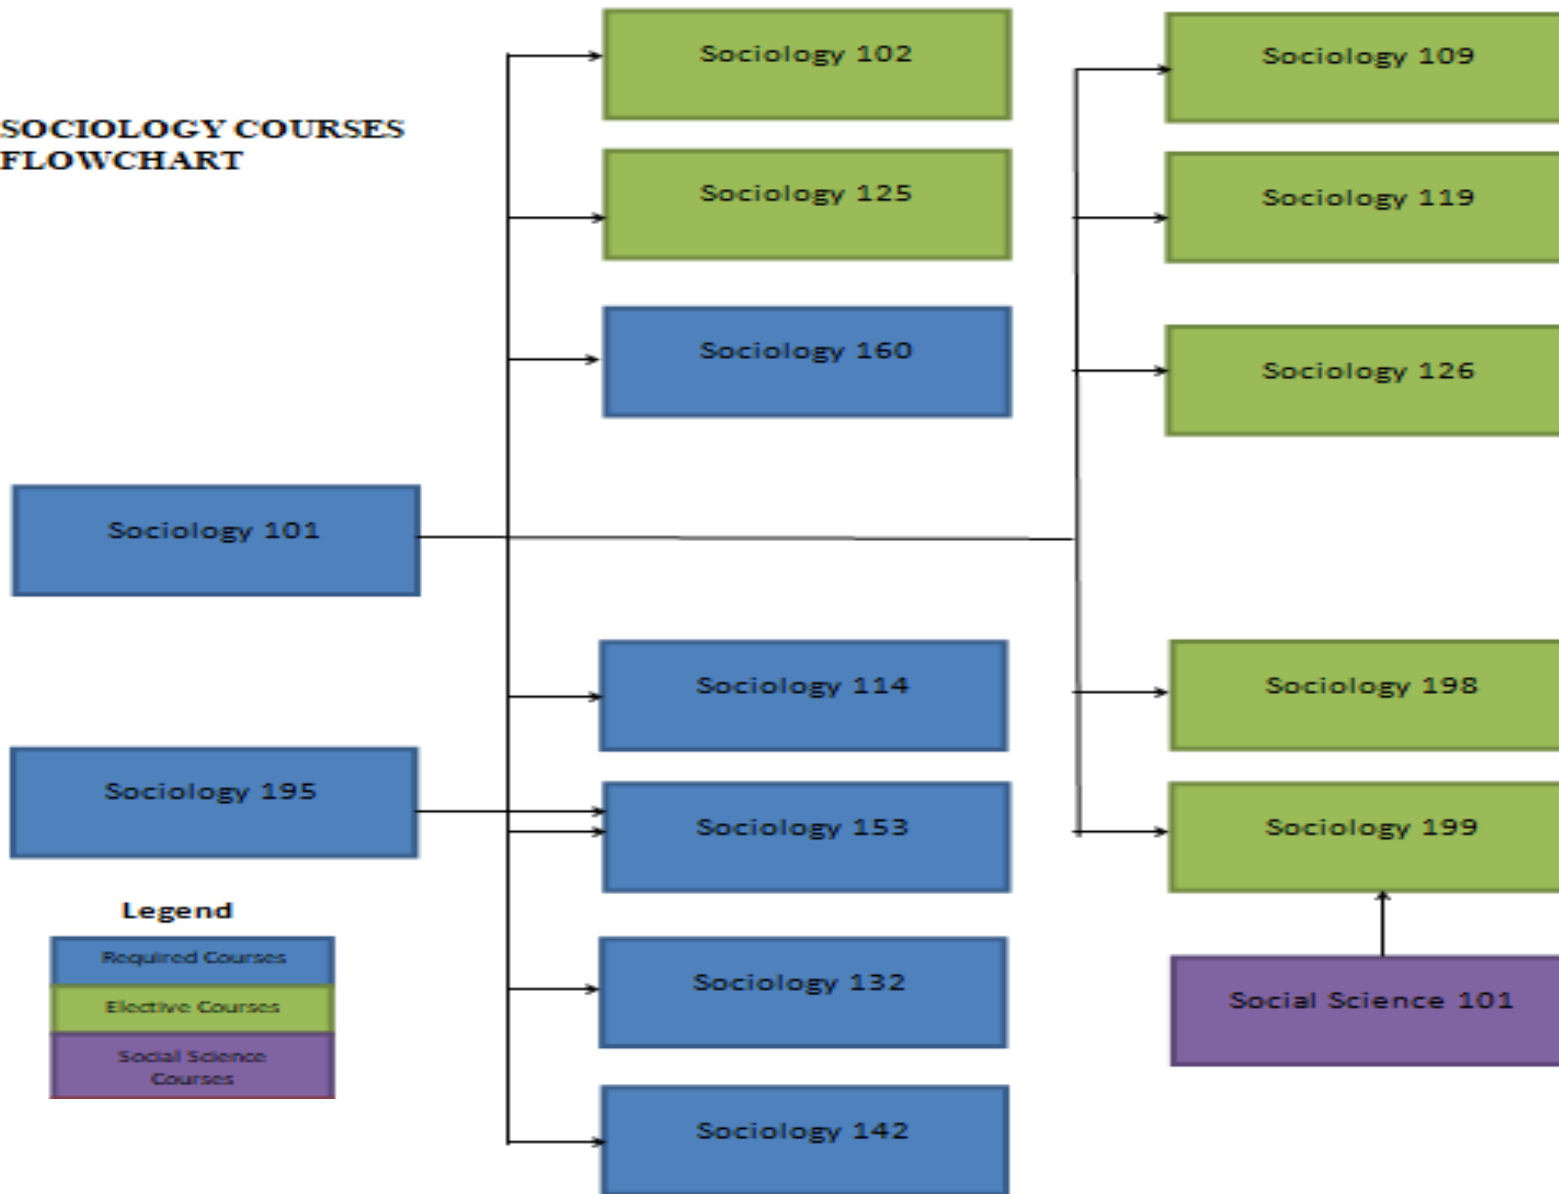 SOCIOLOGY COURSES
FLOWCHART
Sociology 102
Sociology 125
Sociology 160
Sociology 109
Sociology 119
Sociology 126
Sociology 101
Sociology 195
Sociology 114
Sociology 153
Sociology 132
Sociology 142
Sociology 198
Sociology 199
Social Science 101
Legend
Required Courses
Elective Courses
Social Science
Courses